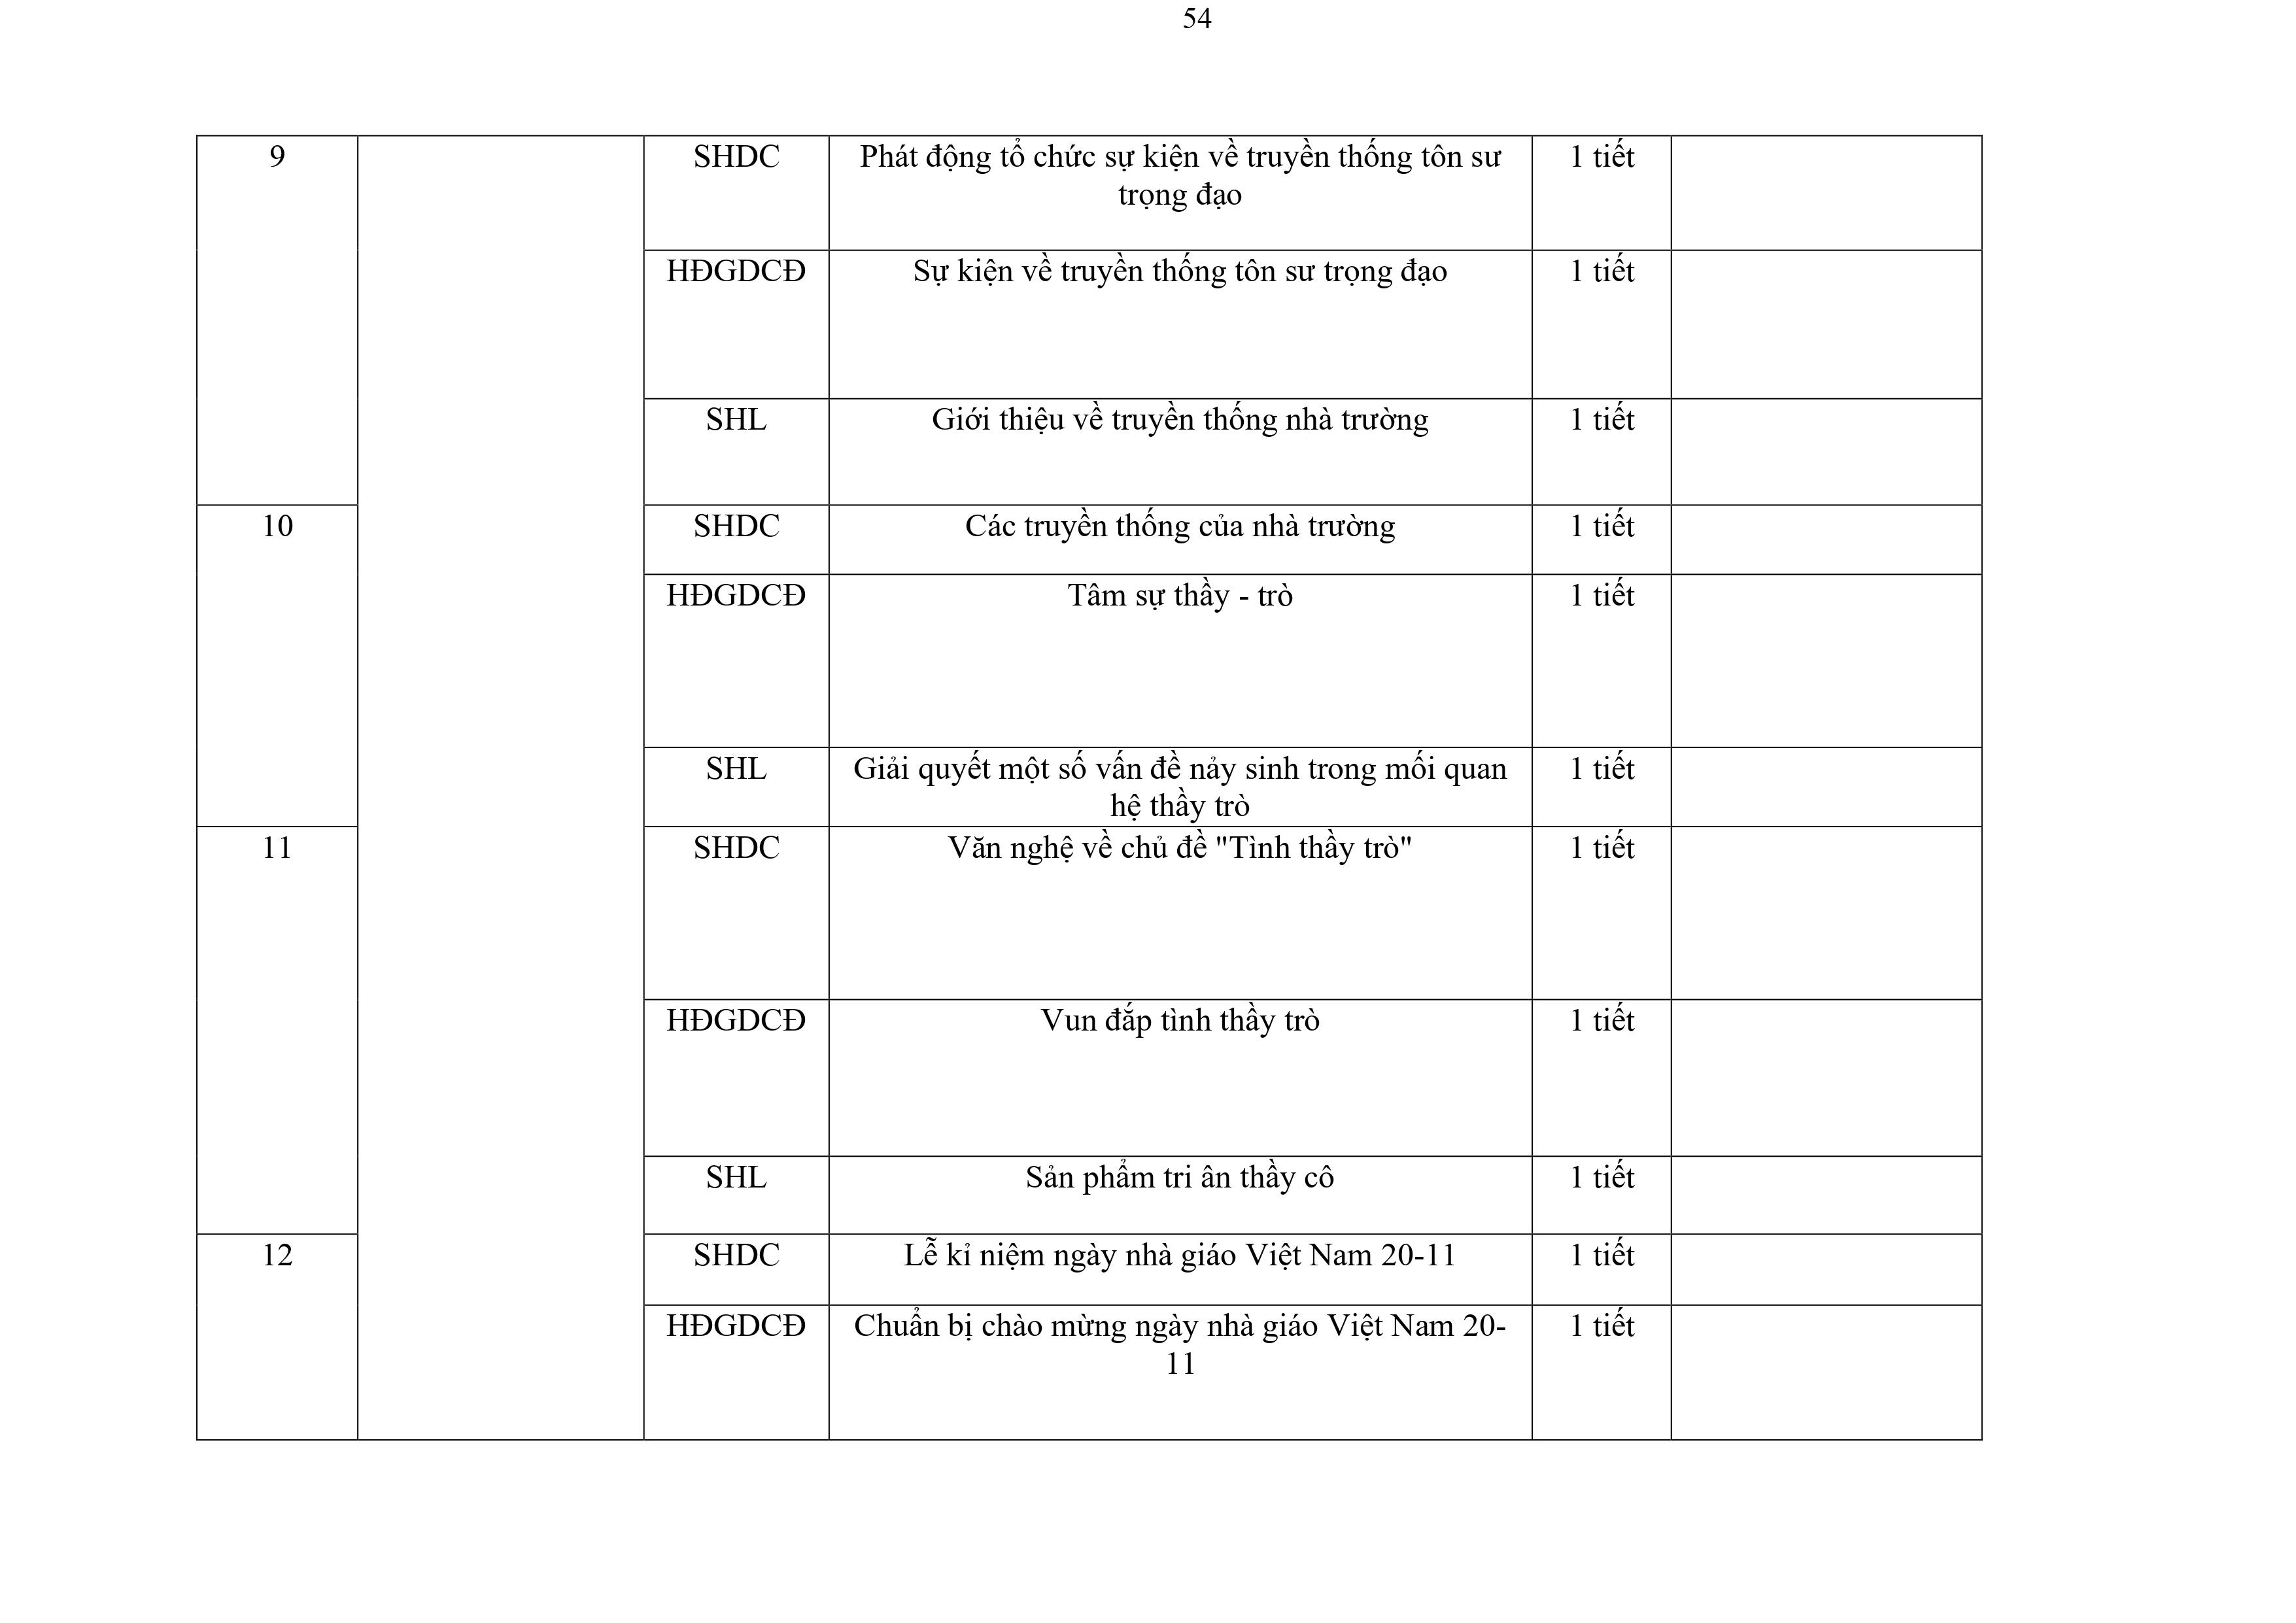 54
9 SHDC Phát động tổ chức sự kiện về truyền thống tôn sư 1 tiết
trọng đạo
HĐGDCĐ Sự kiện về truyền thống tôn sư trọng đạo 1 tiết
SHL Giới thiệu về truyền thống nhà trường 1 tiết
10 SHDC Các truyền thống của nhà trường 1 tiết
HĐGDCĐ Tâm sự thầy - trò 1 tiết
SHL Giải quyết một số vấn đề nảy sinh trong mối quan 1 tiết
hệ thầy trò
11 SHDC Văn nghệ về chủ đề "Tình thầy trò" 1 tiết
HĐGDCĐ Vun đắp tình thầy trò 1 tiết
SHL Sản phẩm tri ân thầy cô 1 tiết
12 SHDC Lễ kỉ niệm ngày nhà giáo Việt Nam 20-11 1 tiết
HĐGDCĐ Chuẩn bị chào mừng ngày nhà giáo Việt Nam 20- 1 tiết
11